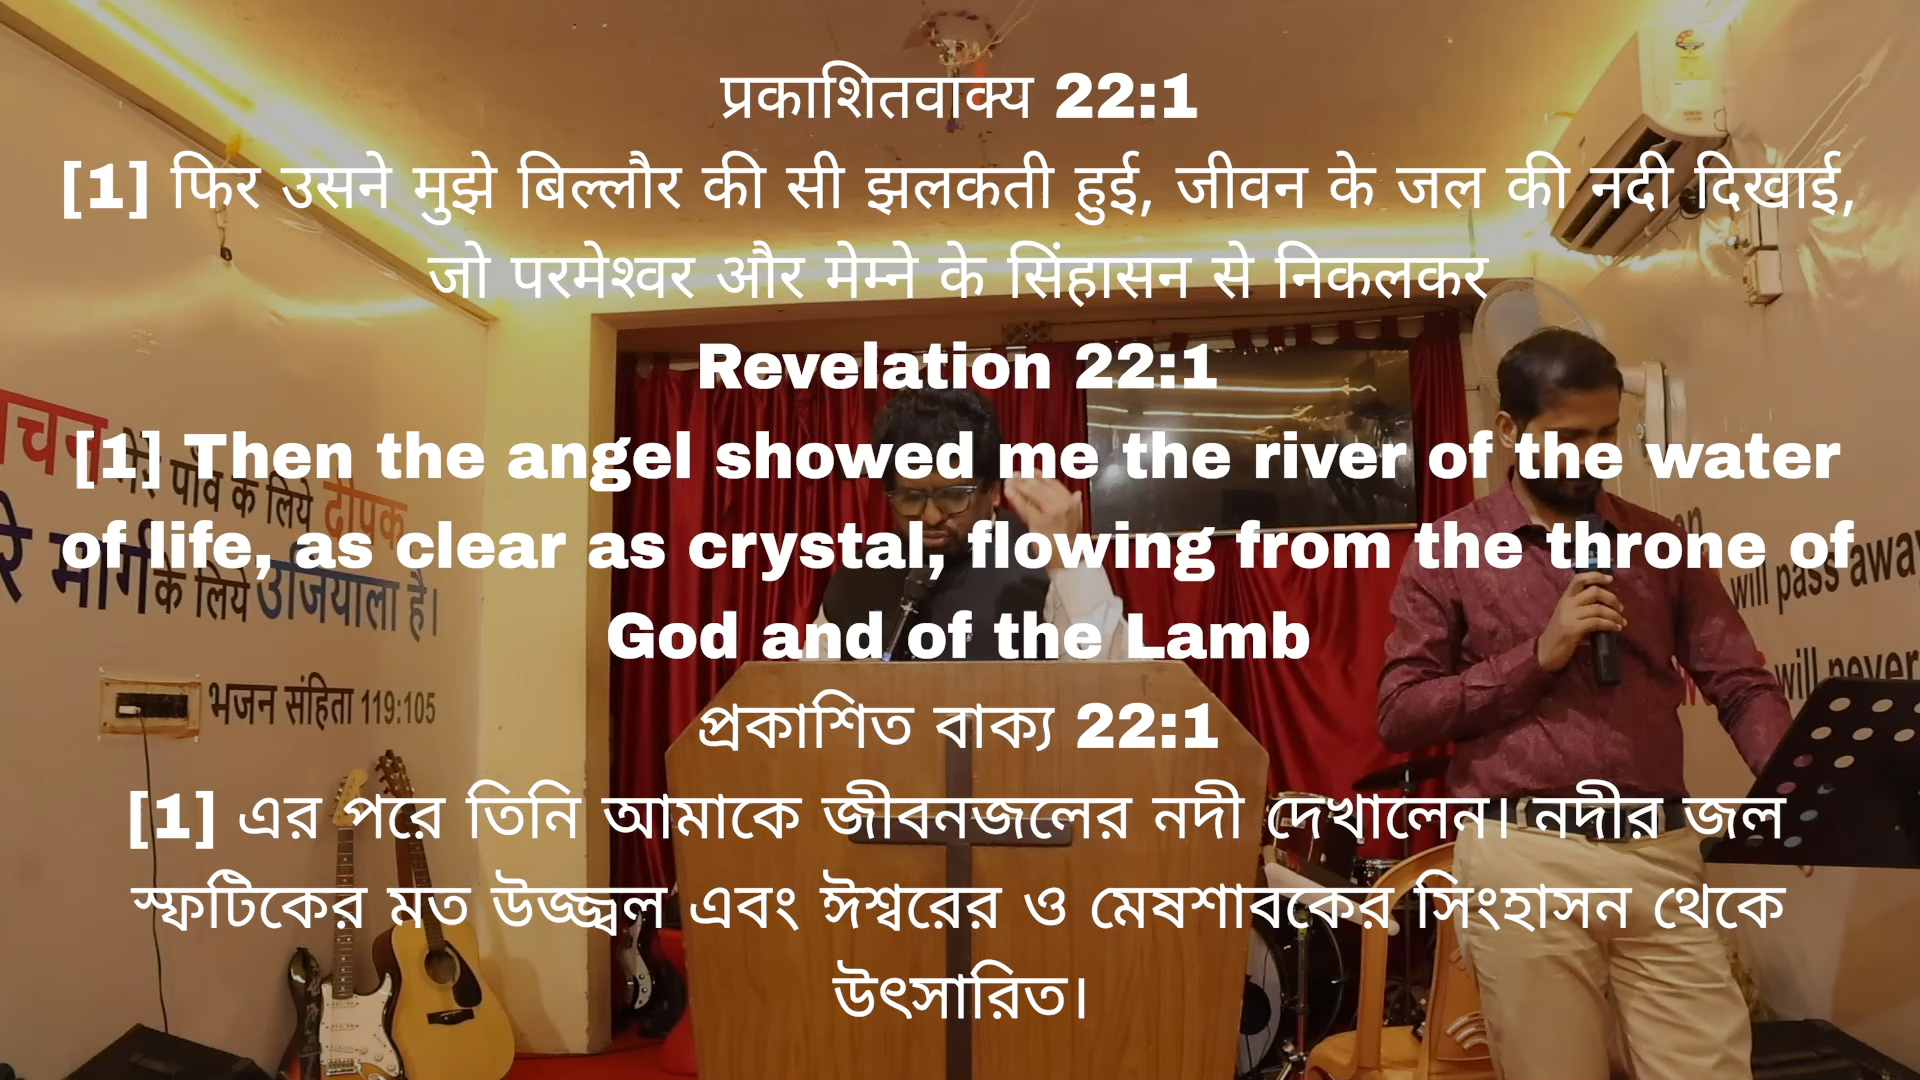 प्रकाशितवाक्य 22:1
[1] फिर उसने मुझे बिल्लौर की सी झलकती हुई, जीवन के जल की नदी दिखाई,
जो परमेश्वर और मेम्ने के सिंहासन से निकलकर
Revelation 22:1
[1] Then the angel showed me the river of the water
of life, as clear as crystal, flowing from the throne of
God and of the Lamb
প্রকাশিত বাক্য 22:1
[1] এর পরে তিনি আমাকে জীবনজলের নদী দেখালেন। নদীর জল
স্ফটিকের মত উজ্জ্বল এবং ঈশ্বরের ও মেষশাবকের সিংহাসন থেকে
উৎসারিত।
पाँव के लिये दीपक
मार्ग के लिये उजियाला है।
भजन संहिता 119:105
will pass away
will never